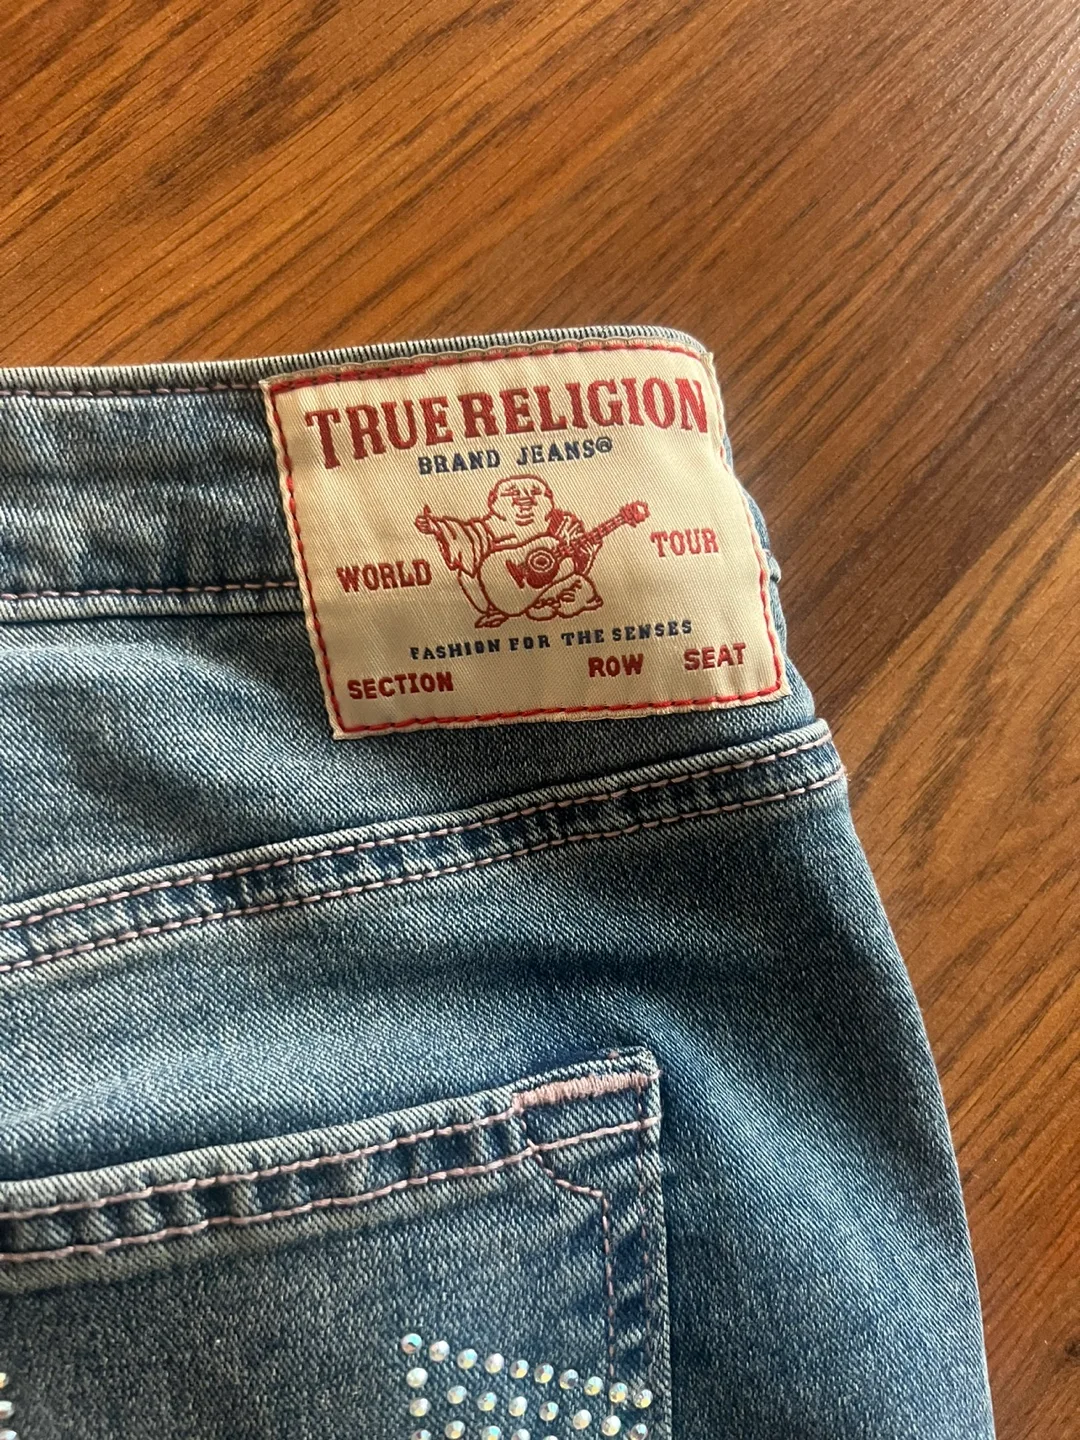 TRUE RELIGION
BRAND JEANS®
WORLD TOUR
FASHION FOR THE SENSES
SECTION ROW SEAT